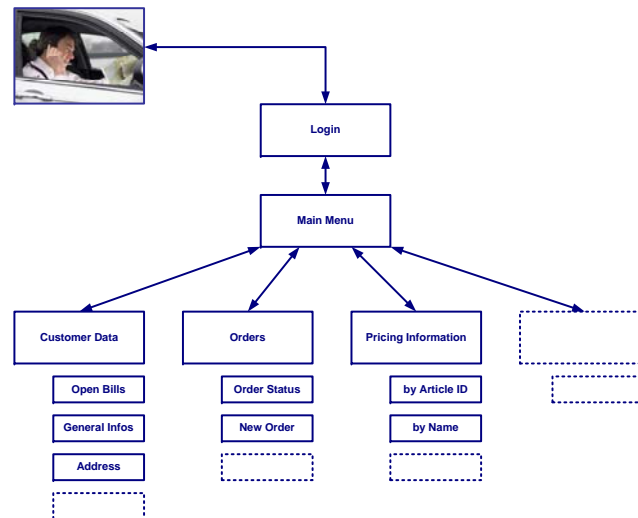 Login
Main Menu
Customer Data
Orders
Pricing Information
Open Bills
Order Status
by Article ID
General Infos
New Order
by Name
Address